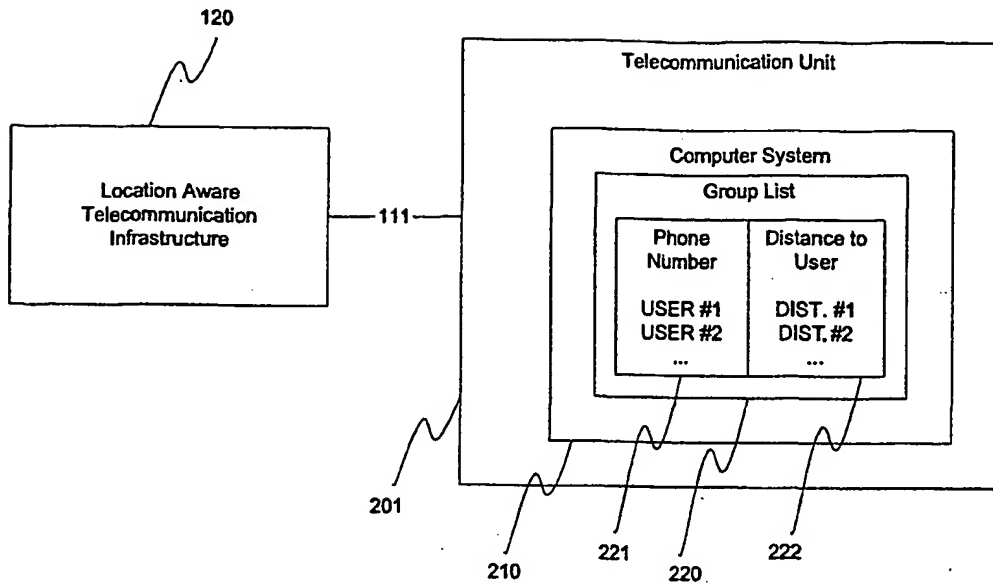 120
Telecommunication Unit
Computer System
Group List
Location Aware
Telecommunication
Infrastructure
111
Phone
Number
Distance to
User
USER #1
DIST. #1
USER #2
DIST. #2
...
...
201
210
221
220
222